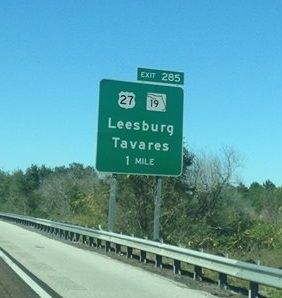 EXIT 285
27 19
Leesburg
Tavares
1 MILE